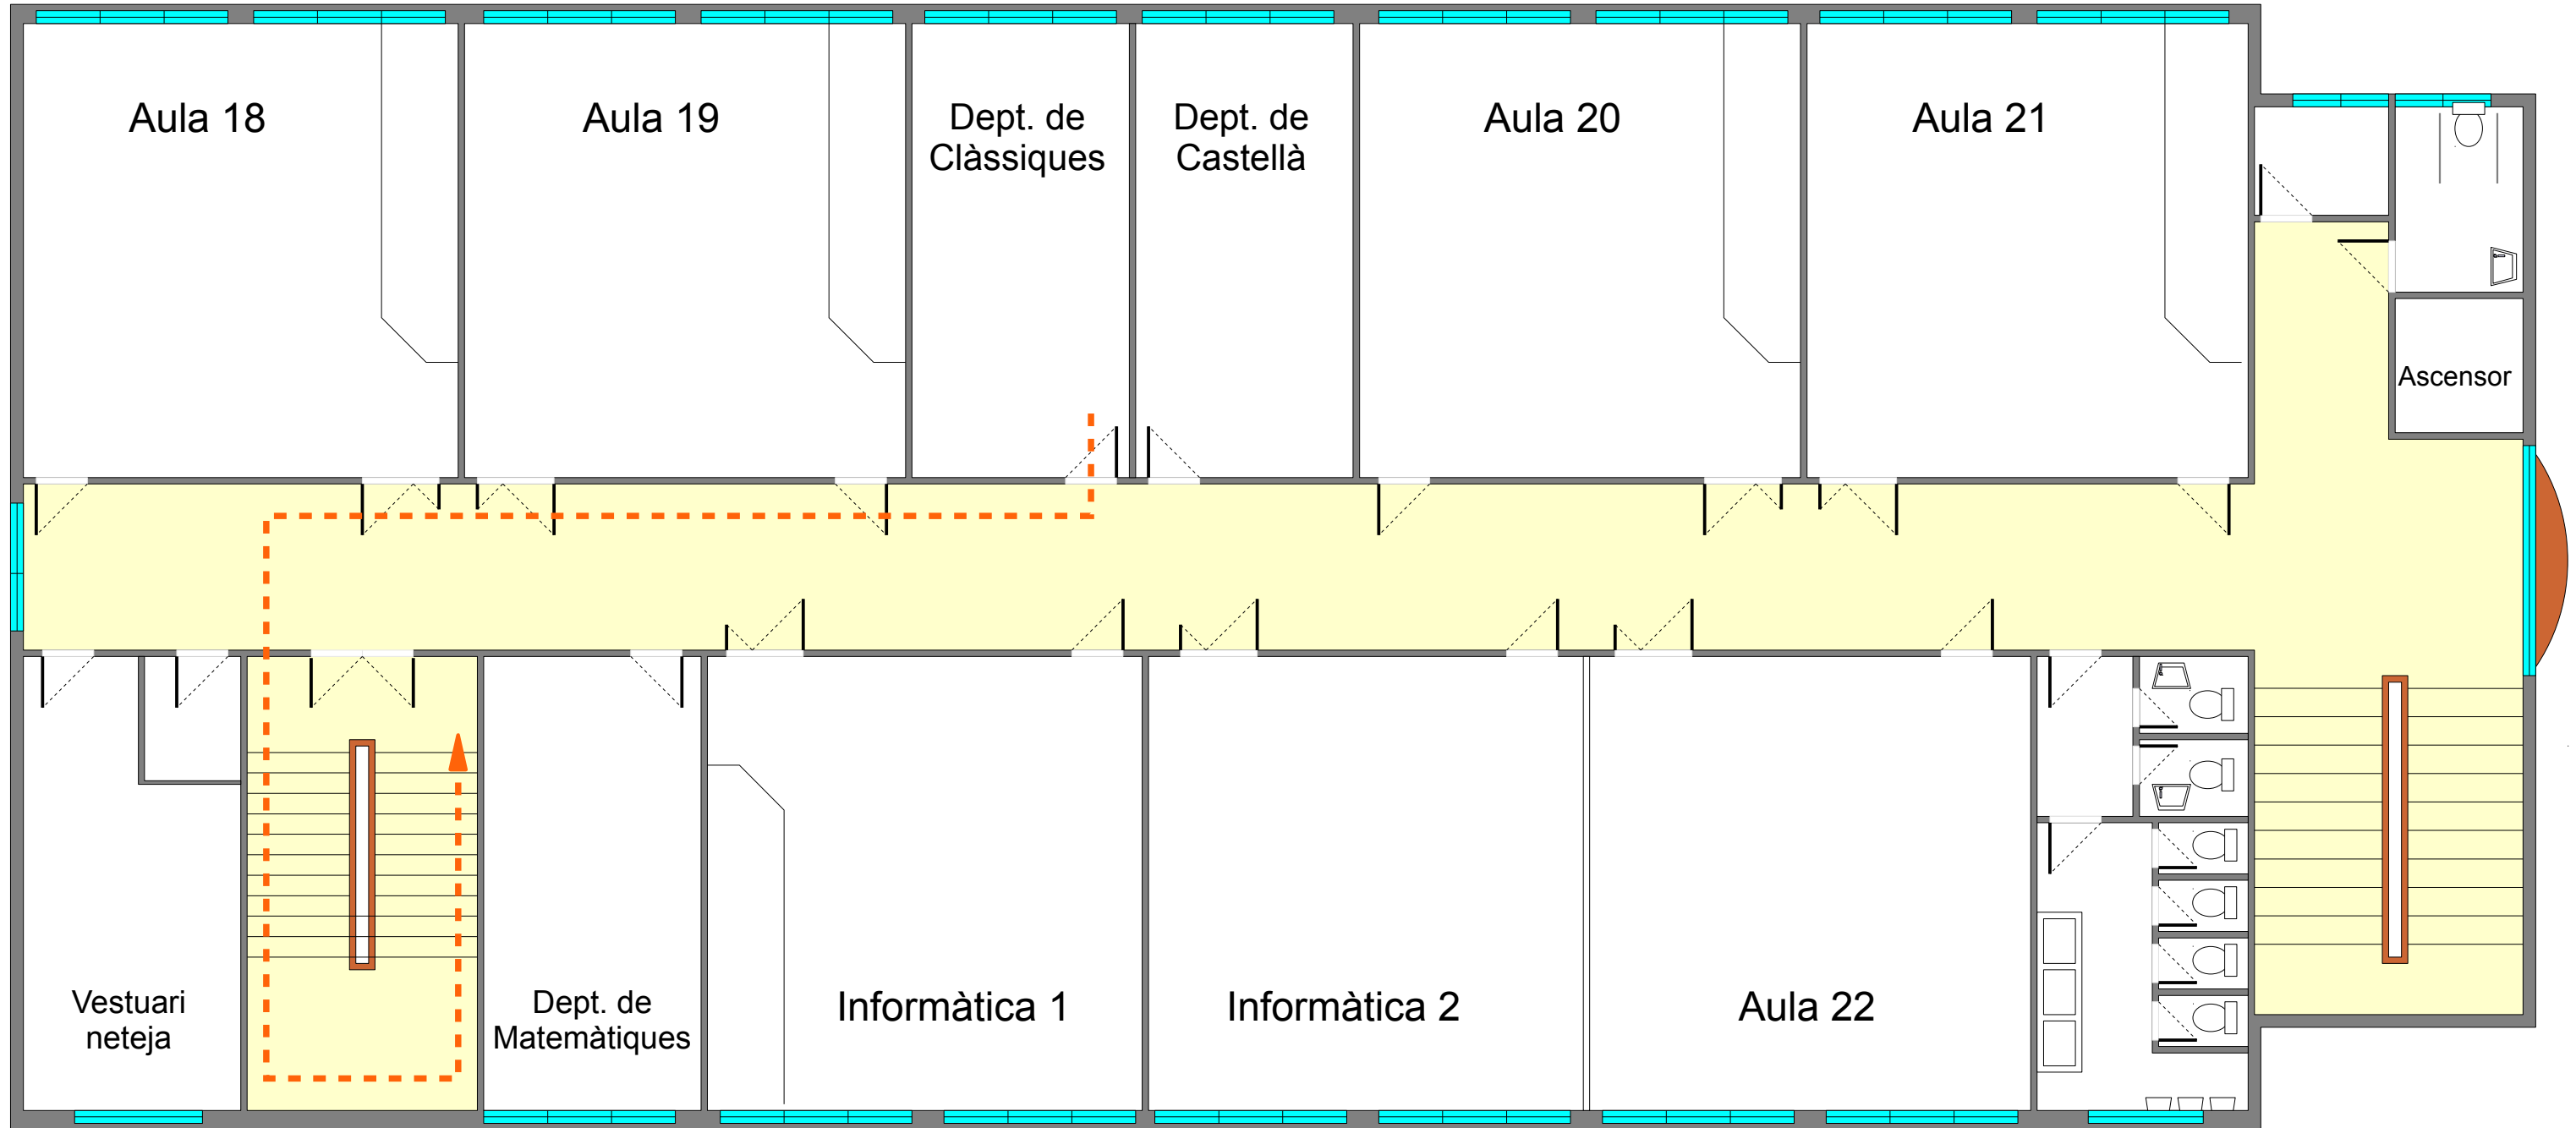 Aula 18
Aula 19
Dept. de
Clàssiques
Dept. de
Castellà
Aula 20
Aula 21
Ascensor
Vestuari
neteja
Dept. de
Matemàtiques
Informàtica 1
Informàtica 2
Aula 22